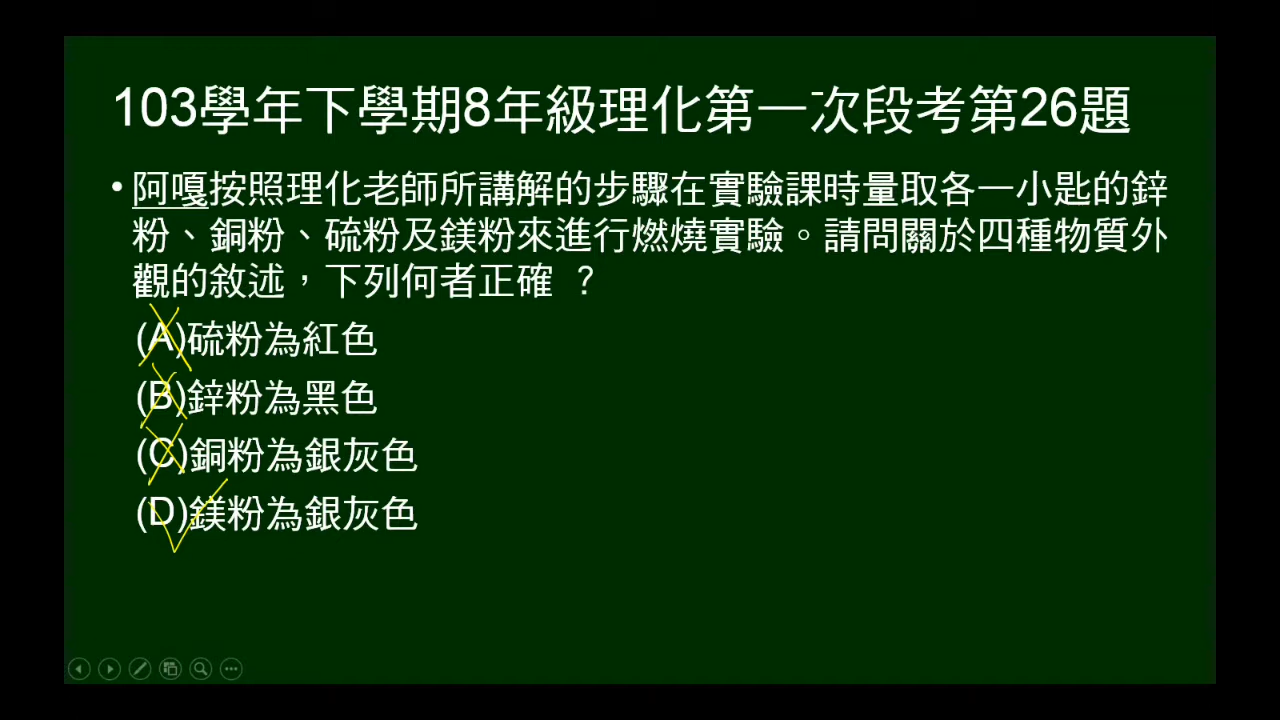 103學年下學期8年級理化第一次段考第26題
• 阿嘎按照理化老師所講解的步驟在實驗課時量取各一小匙的鋅
粉、銅粉、硫粉及鎂粉來進行燃燒實驗。請問關於四種物質外
觀的敘述，下列何者正確 ？
(A)硫粉為紅色
(B)鋅粉為黑色
(C)銅粉為銀灰色
(D)鎂粉為銀灰色